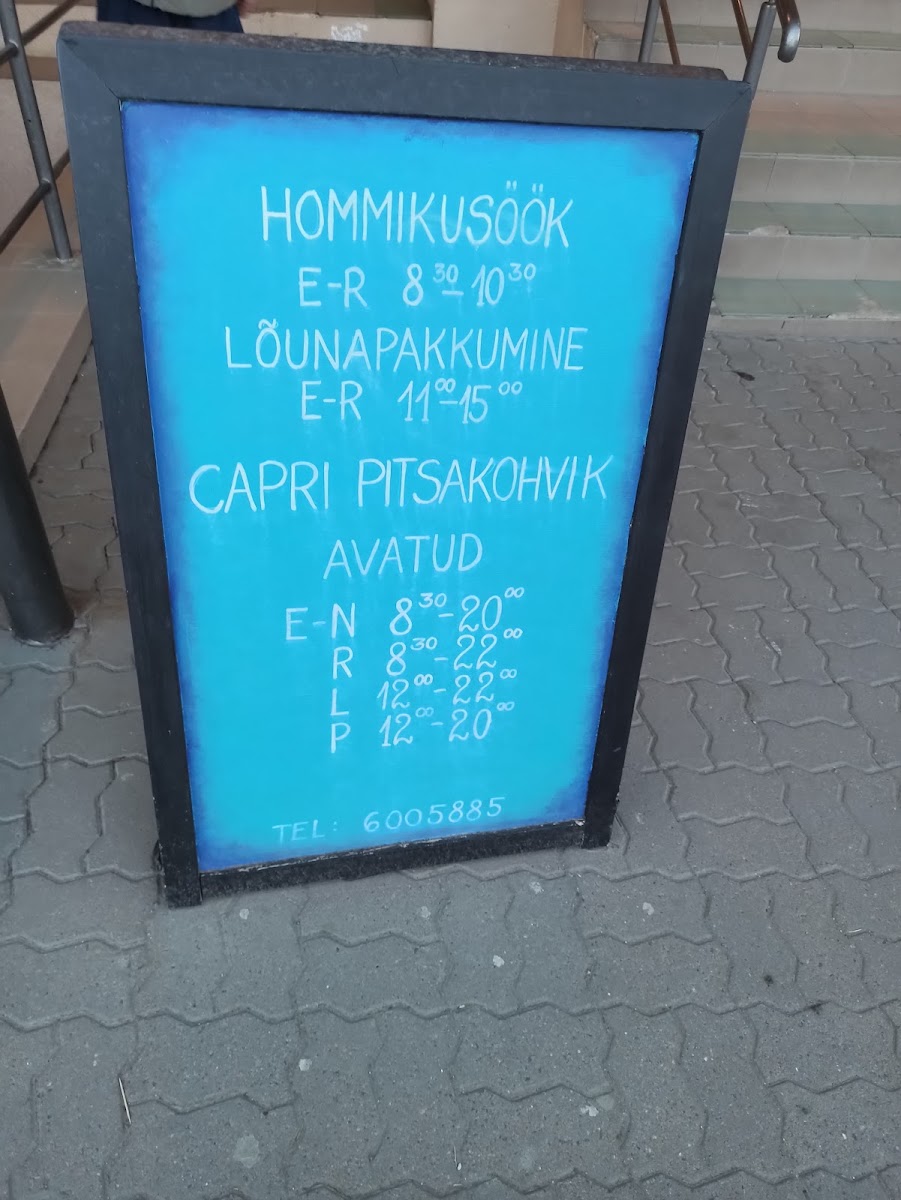 HOMMIKUSÖÖK
E-R 8³⁰-10³⁰
LÕUNAPAKKUMINE
E-R 11⁰⁰-15⁰⁰
CAPRI PITSAKOHVIK
AVATUD
E-N 8³⁰-20⁰⁰
R 8³⁰-22⁰⁰
L 12⁰⁰-22⁰⁰
P 12⁰⁰-20⁰⁰
TEL: 6005885